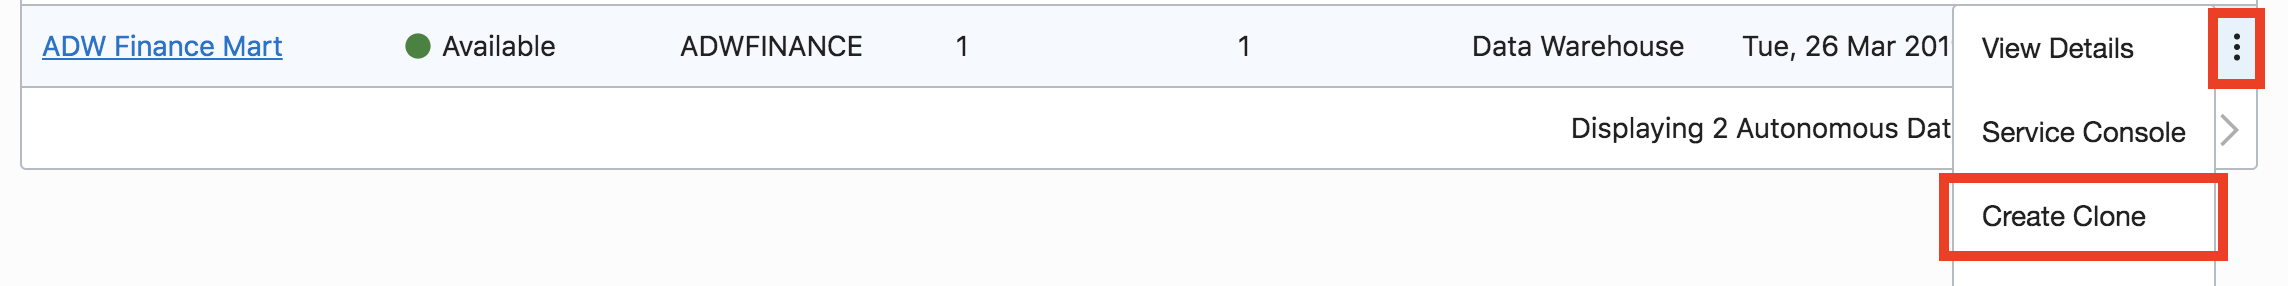 ADW Finance Mart Available ADWFINANCE 1 1 Data Warehouse Tue, 26 Mar 201 View Details
Displaying 2 Autonomous Dat Service Console
Create Clone